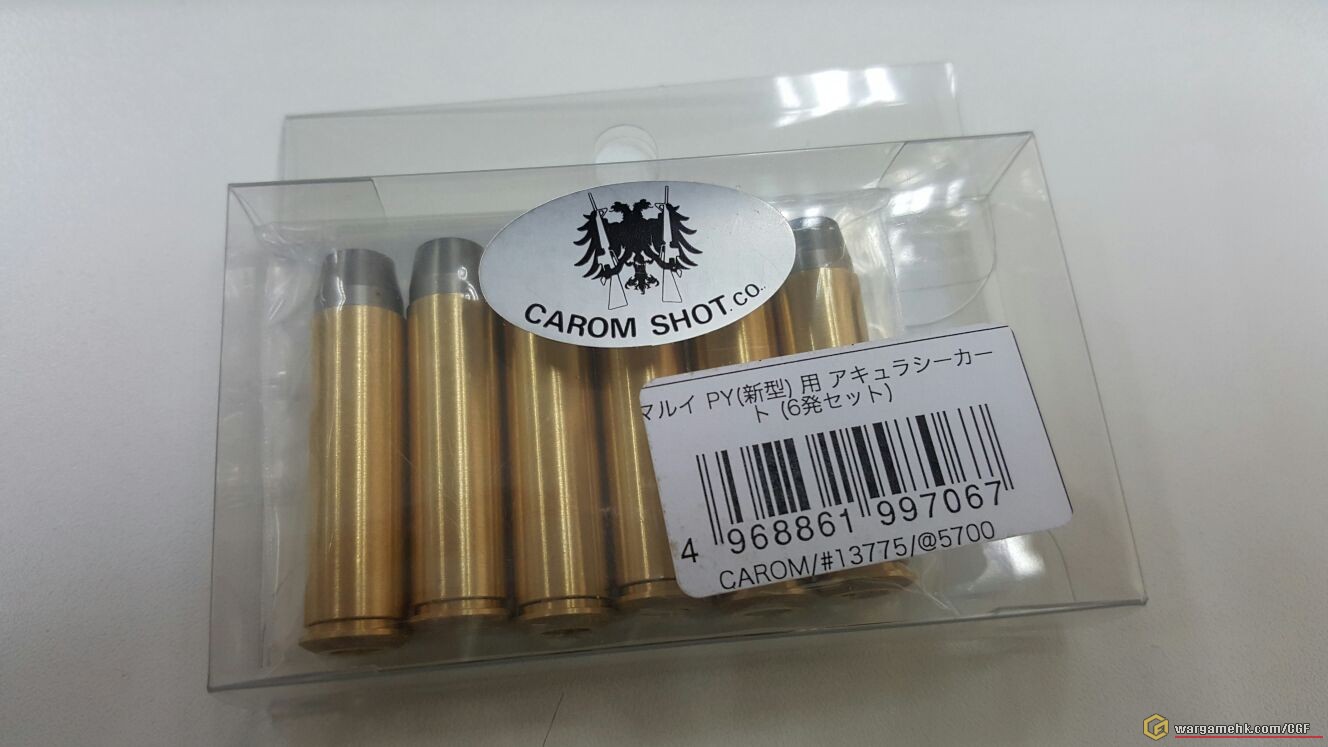 CAROM SHOT.CO..
マルイ PY(新型) 用 アキュラシーカー
ト (6発セット)
4 968861 997067
CAROM/#13775/@5700
wargamehk.com/CGF